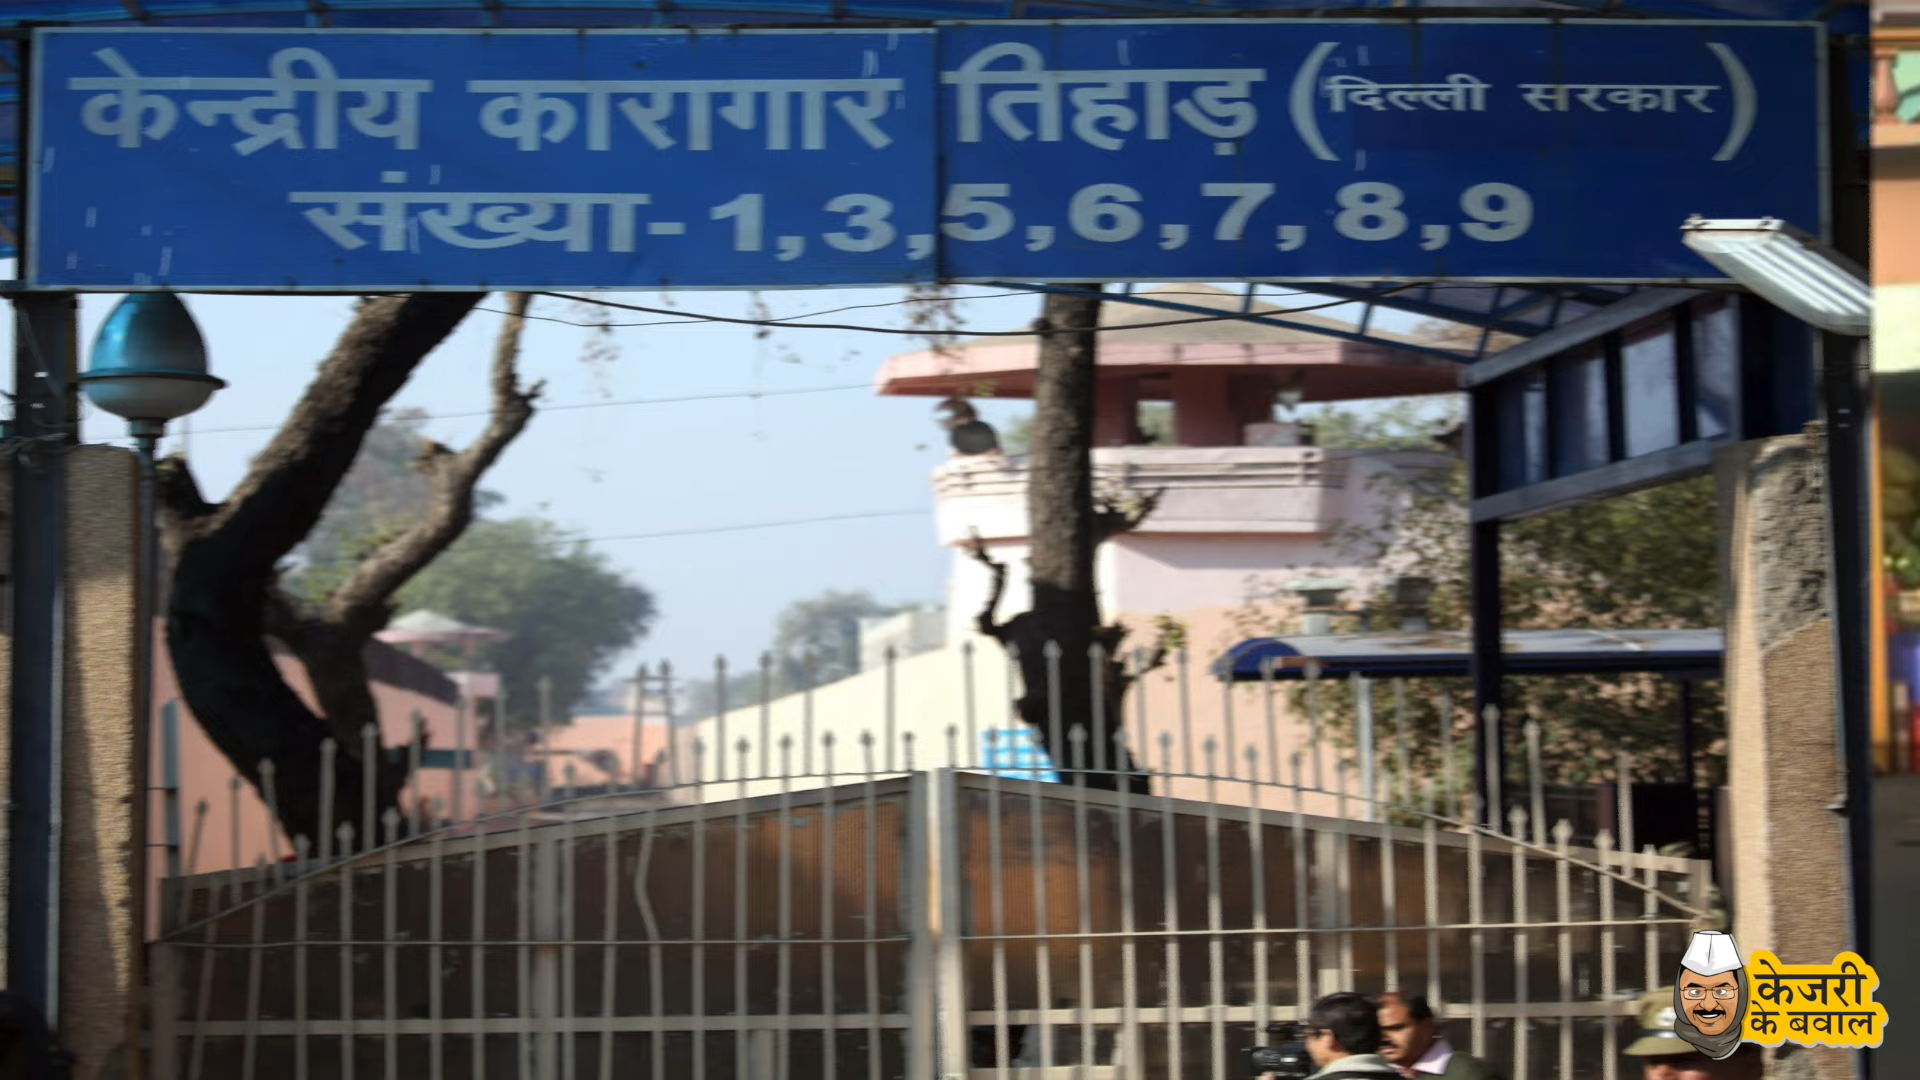 केन्द्रीय कारागार तिहाड़ (दिल्ली सरकार)
संख्या-1,3,5,6,7,8,9
केजरी
के बवाल